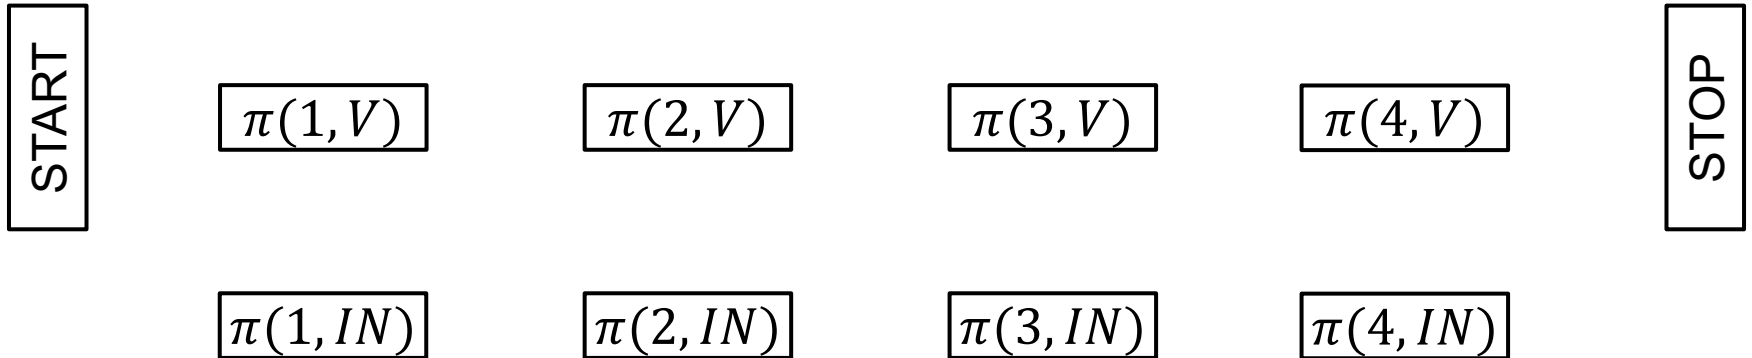 START
π(1, V) π(2, V) π(3, V) π(4, V)
STOP
π(1, IN) π(2, IN) π(3, IN) π(4, IN)